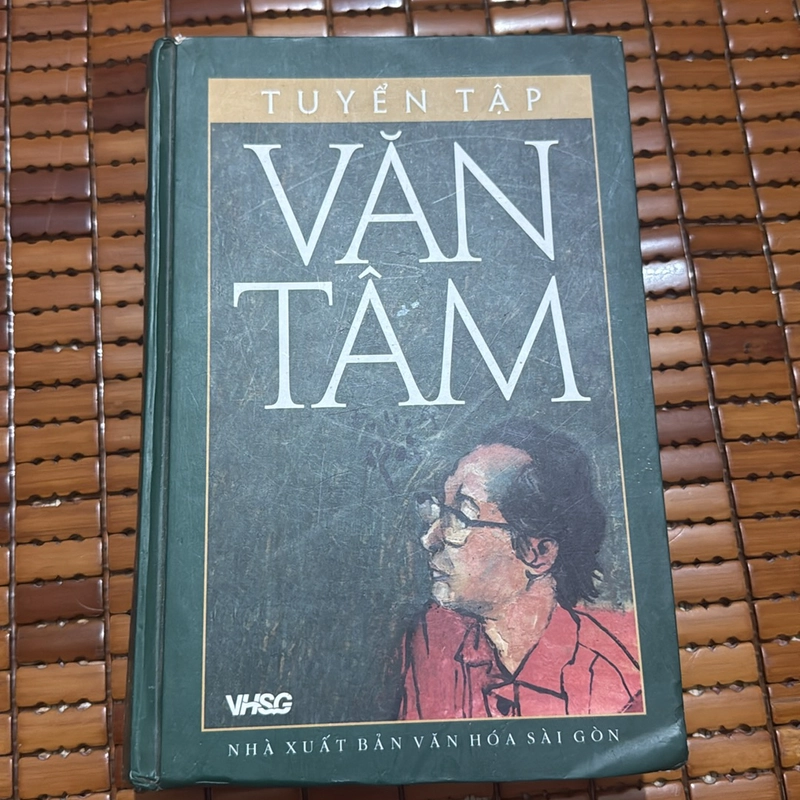 TUYỂN TẬP
VĂN
TÂM
VHSG
NHÀ XUẤT BẢN VĂN HÓA SÀI GÒN